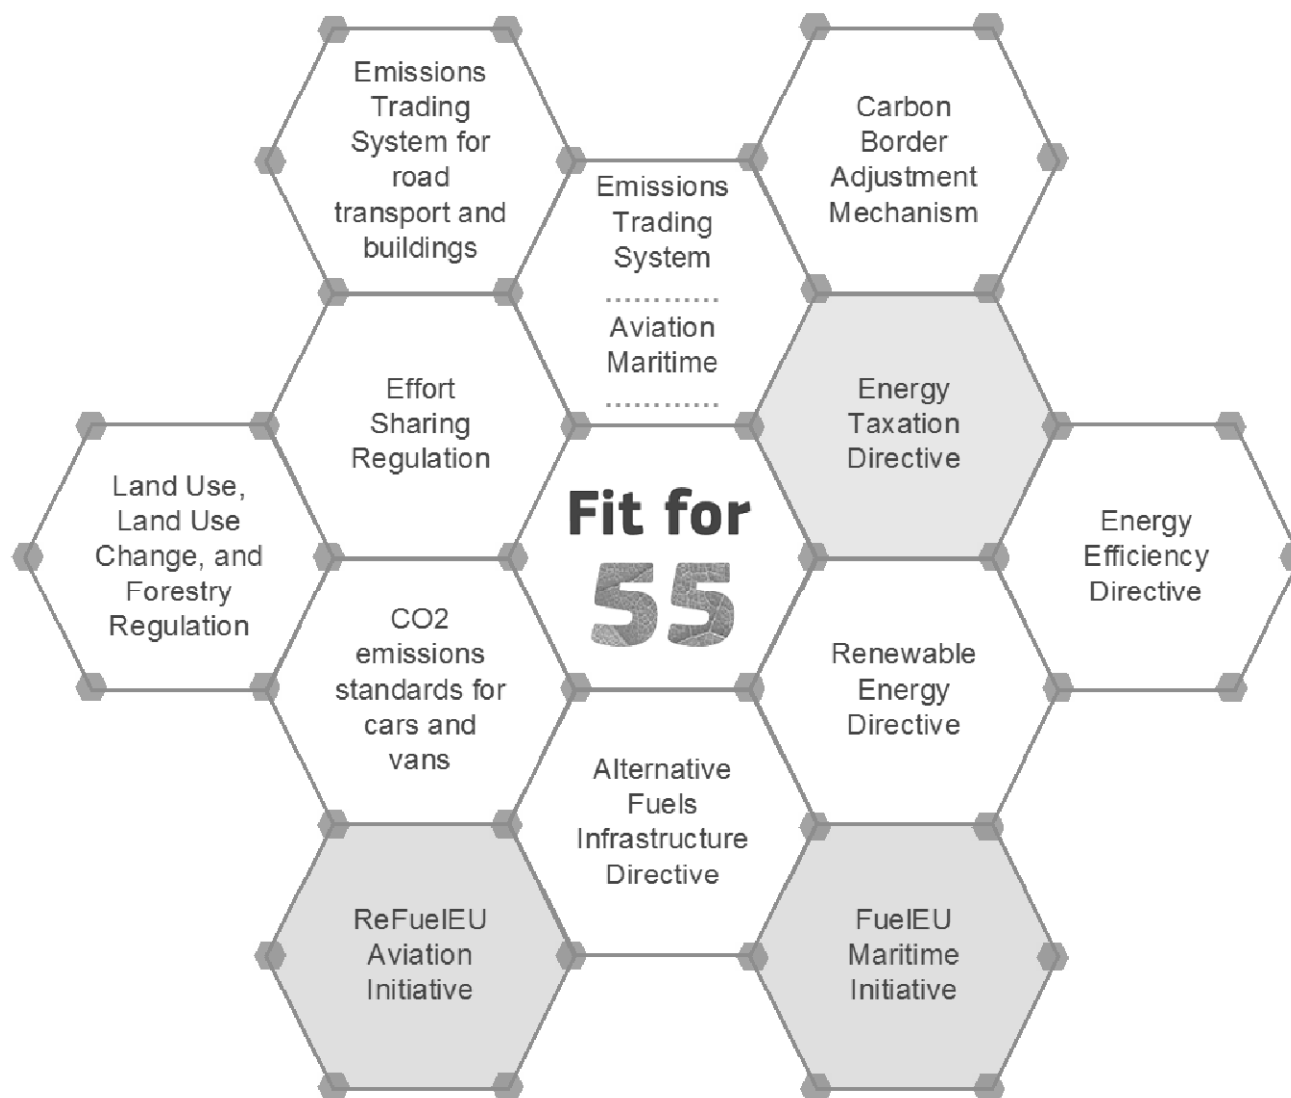 Emissions
Trading
System for
road
transport and
buildings
Carbon
Border
Adjustment
Mechanism
Emissions
Trading
System
Aviation
Maritime
Effort
Sharing
Regulation
Energy
Taxation
Directive
Land Use,
Land Use
Change, and
Forestry
Regulation
Fit for
55
Energy
Efficiency
Directive
CO2
emissions
standards for
cars and
vans
Renewable
Energy
Directive
Alternative
Fuels
Infrastructure
Directive
ReFuelEU
Aviation
Initiative
FuelEU
Maritime
Initiative